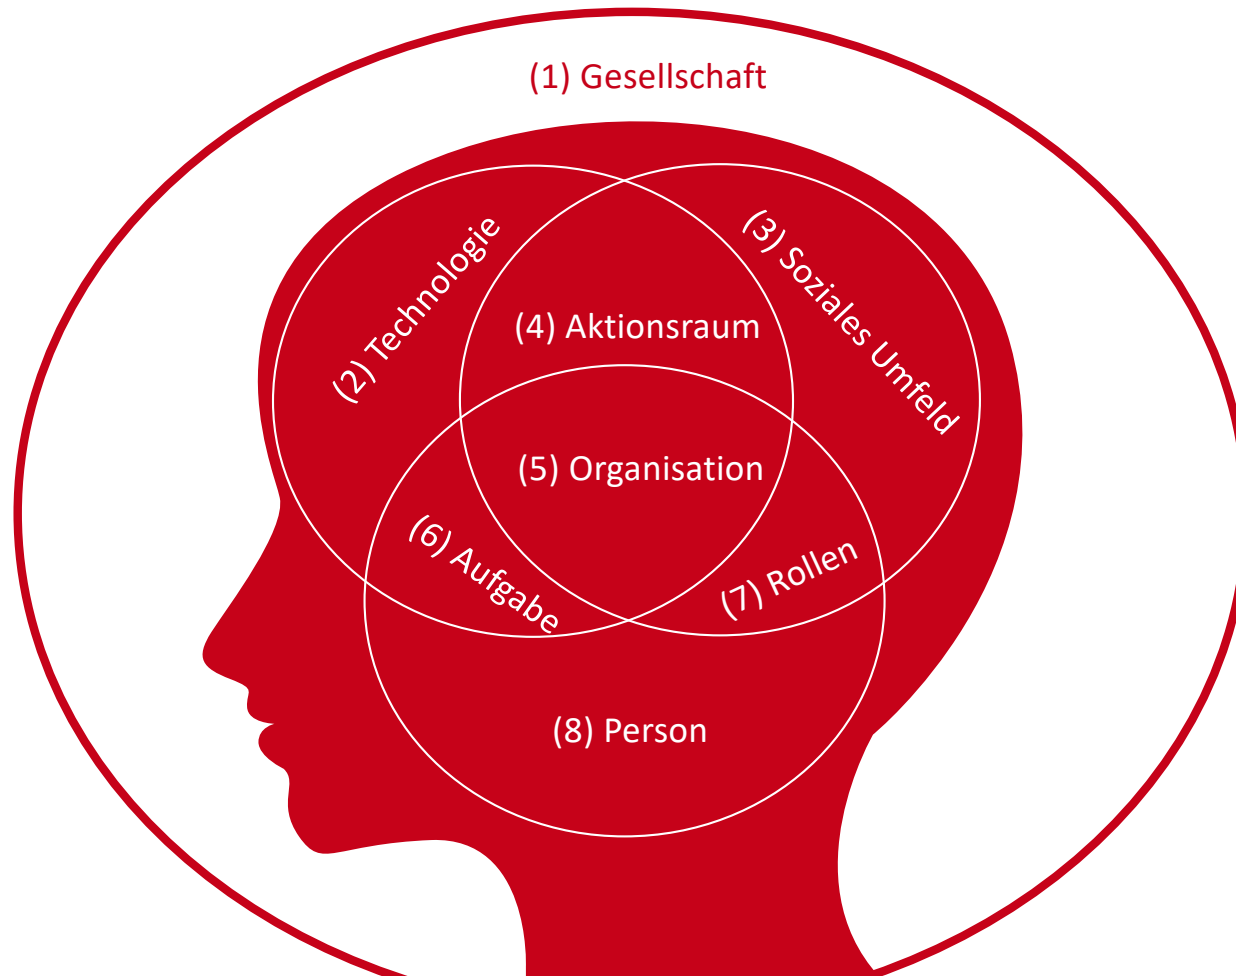 (1) Gesellschaft
(2) Technologie
(3) Soziales Umfeld
(4) Aktionsraum
(5) Organisation
(6) Aufgabe
(7) Rollen
(8) Person